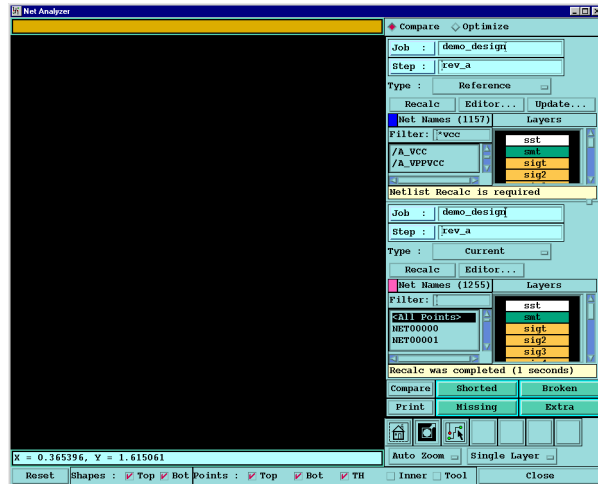 Net Analyzer
Compare Optimize
Job : demo_design
Step : rev_a
Type : Reference
Recalc Editor... Update...
Net Names (1157) Layers
Filter: *vcc
/A_VCC
/A_VPPVCC
sst
smt
sigt
sig2
Netlist Recalc is required
Job : demo_design
Step : rev_a
Type : Current
Recalc Editor...
Net Names (1255) Layers
Filter:
<All Points>
NET00000
NET00001
sst
smt
sigt
sig2
sig3
Recalc was completed (1 seconds)
Compare Shorted Broken
Print Missing Extra
X = 0.365396, Y = 1.615061
Auto Zoom Single Layer
Reset Shapes : Top Bot Points : Top Bot TH Inner Tool Close